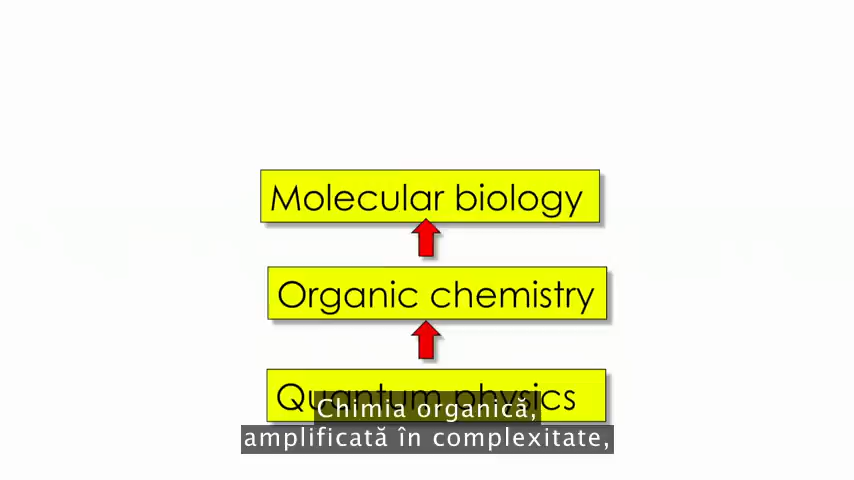 Molecular biology
Organic chemistry
Quantum physics
Chimia organică,
amplificată în complexitate,